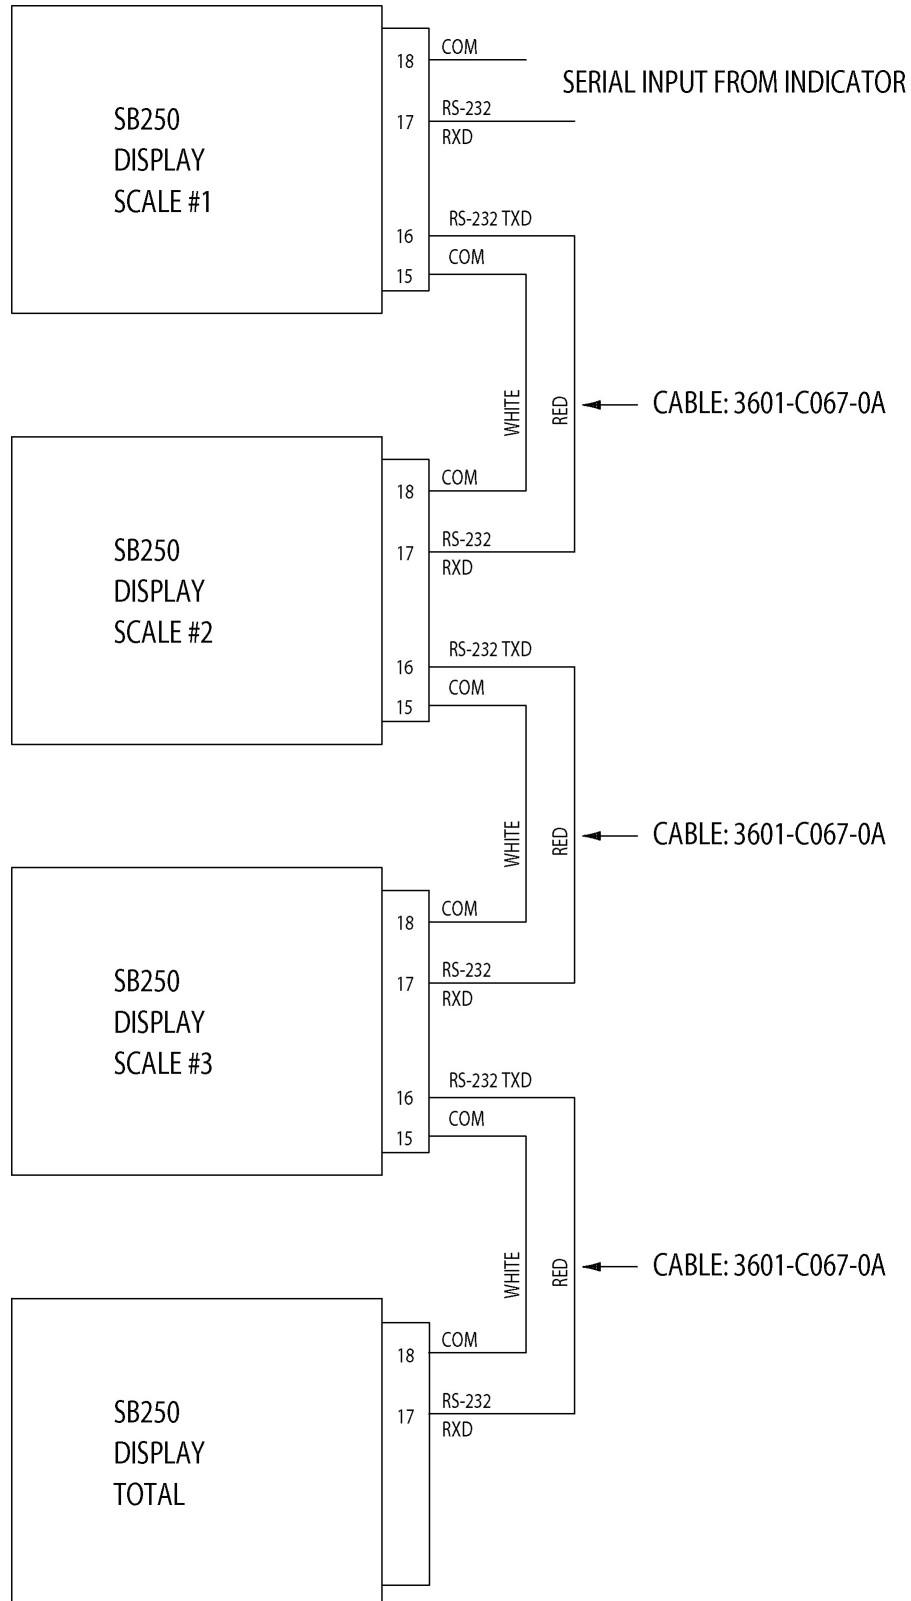 18
COM
SERIAL INPUT FROM INDICATOR
SB250
DISPLAY
SCALE #1
17
RS-232
RXD
16
RS-232 TXD
15
COM
WHITE
RED
CABLE: 3601-C067-0A
18
COM
SB250
DISPLAY
SCALE #2
17
RS-232
RXD
16
RS-232 TXD
15
COM
WHITE
RED
CABLE: 3601-C067-0A
18
COM
SB250
DISPLAY
SCALE #3
17
RS-232
RXD
16
RS-232 TXD
15
COM
WHITE
RED
CABLE: 3601-C067-0A
18
COM
SB250
DISPLAY
TOTAL
17
RS-232
RXD